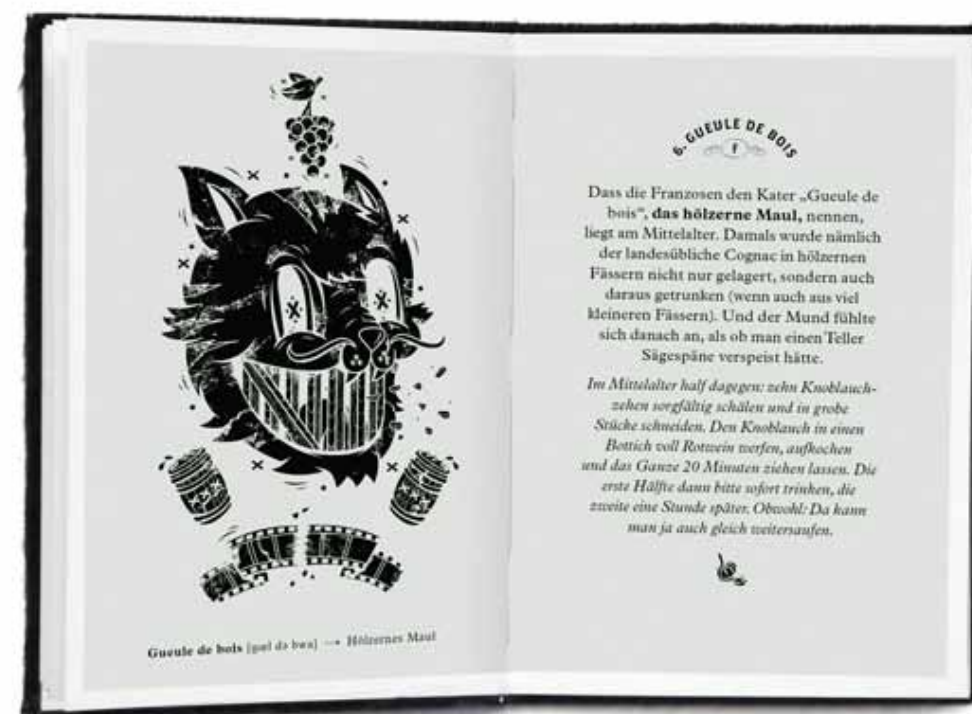 Gueule de bois [gœl də bwa] → Hölzernes Maul
6. GUEULE DE BOIS
F
Dass die Franzosen den Kater „Gueule de
bois“, das hölzerne Maul, nennen,
liegt am Mittelalter. Damals wurde nämlich
der landesübliche Cognac in hölzernen
Fässern nicht nur gelagert, sondern auch
daraus getrunken (wenn auch aus viel
kleineren Fässern). Und der Mund fühlte
sich danach an, als ob man einen Teller
Sägespäne verspeist hätte.
Im Mittelalter half dagegen: zehn Knoblauch-
zehen sorgfältig schälen und in grobe
Stücke schneiden. Den Knoblauch in einen
Bottich voll Rotwein werfen, aufkochen
und das Ganze 20 Minuten ziehen lassen. Die
erste Hälfte dann bitte sofort trinken, die
zweite eine Stunde später. Obwohl: Da kann
man ja auch gleich weitersaufen.